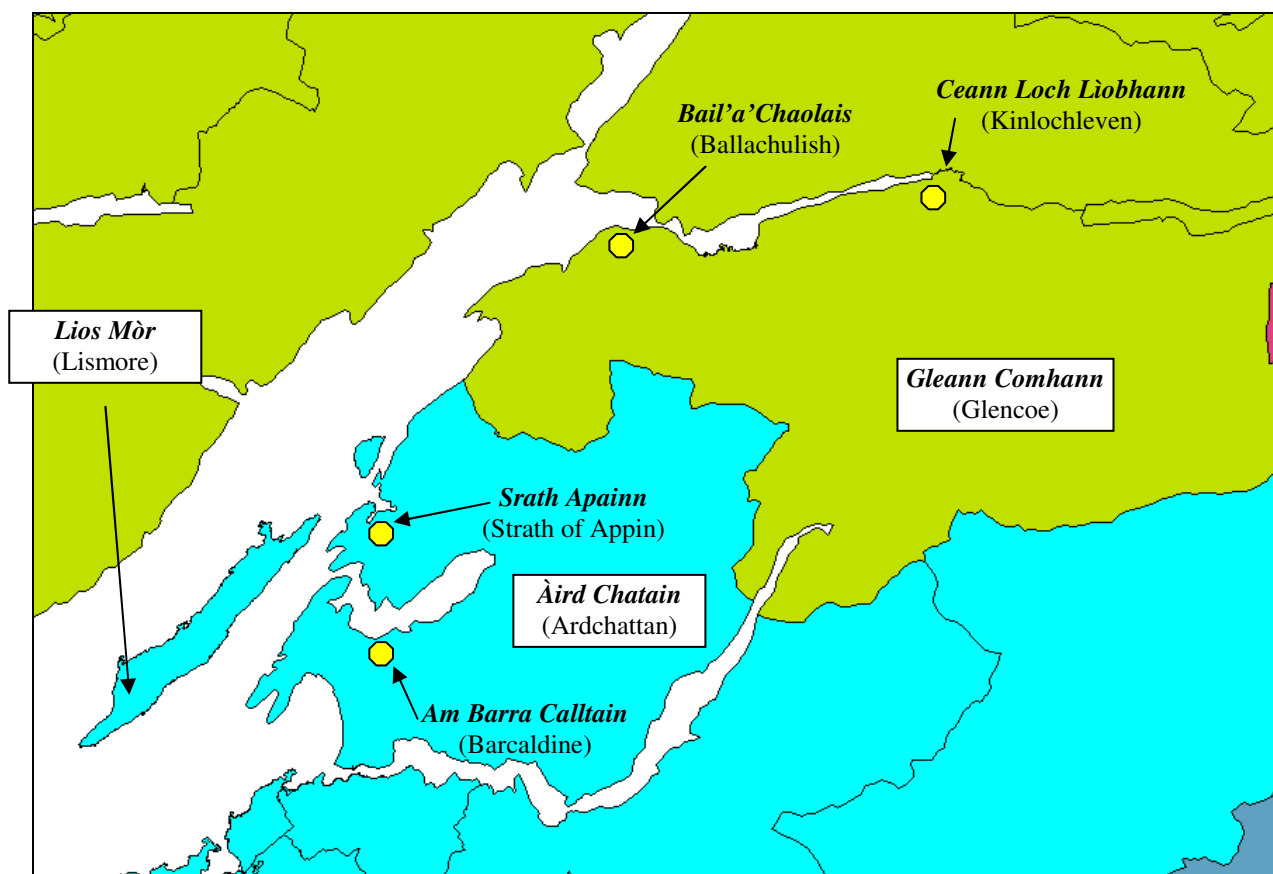 Ceann Loch Lìobhann
(Kinlochleven)
Bail'a'Chaolais
(Ballachulish)
Lios Mòr
(Lismore)
Gleann Comhann
(Glencoe)
Srath Apainn
(Strath of Appin)
Àird Chatain
(Ardchattan)
Am Barra Calltain
(Barcaldine)